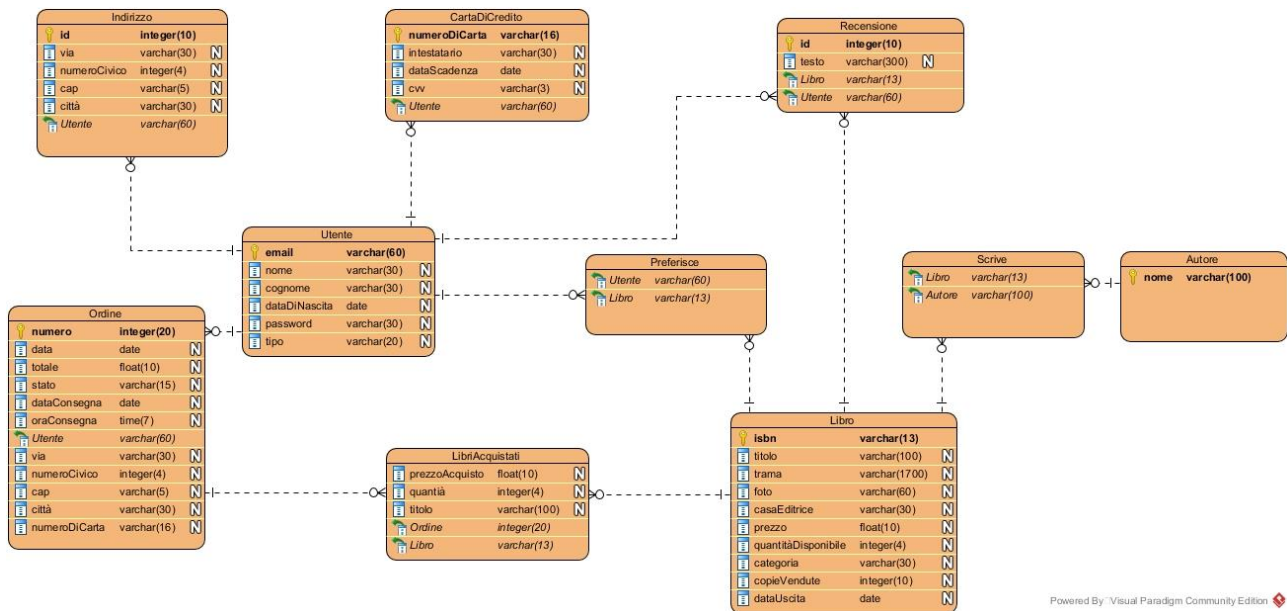 Indirizzo
id integer(10)
via varchar(30) N
numeroCivico integer(4) N
cap varchar(5) N
città varchar(30) N
Utente varchar(60)
CartaDiCredito
numeroDiCarta varchar(16)
intestatario varchar(30) N
dataScadenza date N
cvv varchar(3) N
Utente varchar(60)
Recensione
id integer(10)
testo varchar(300) N
Libro varchar(13)
Utente varchar(60)
Utente
email varchar(60)
nome varchar(30) N
cognome varchar(30) N
dataDiNascita date N
password varchar(30) N
tipo varchar(20) N
Preferisce
Utente varchar(60)
Libro varchar(13)
Scrive
Libro varchar(13)
Autore varchar(100)
Autore
nome varchar(100)
Ordine
numero integer(20)
data date N
totale float(10) N
stato varchar(15) N
dataConsegna date N
oraConsegna time(7) N
Utente varchar(60)
via varchar(30) N
numeroCivico integer(4) N
cap varchar(5) N
città varchar(30) N
numeroDiCarta varchar(16) N
LibriAcquistati
prezzoAcquisto float(10) N
quantià integer(4) N
titolo varchar(100) N
Ordine integer(20)
Libro varchar(13)
Libro
isbn varchar(13)
titolo varchar(100) N
trama varchar(1700) N
foto varchar(60) N
casaEditrice varchar(30) N
prezzo float(10) N
quantitàDisponibile integer(4) N
categoria varchar(30) N
copieVendute integer(10) N
dataUscita date N
Powered By Visual Paradigm Community Edition